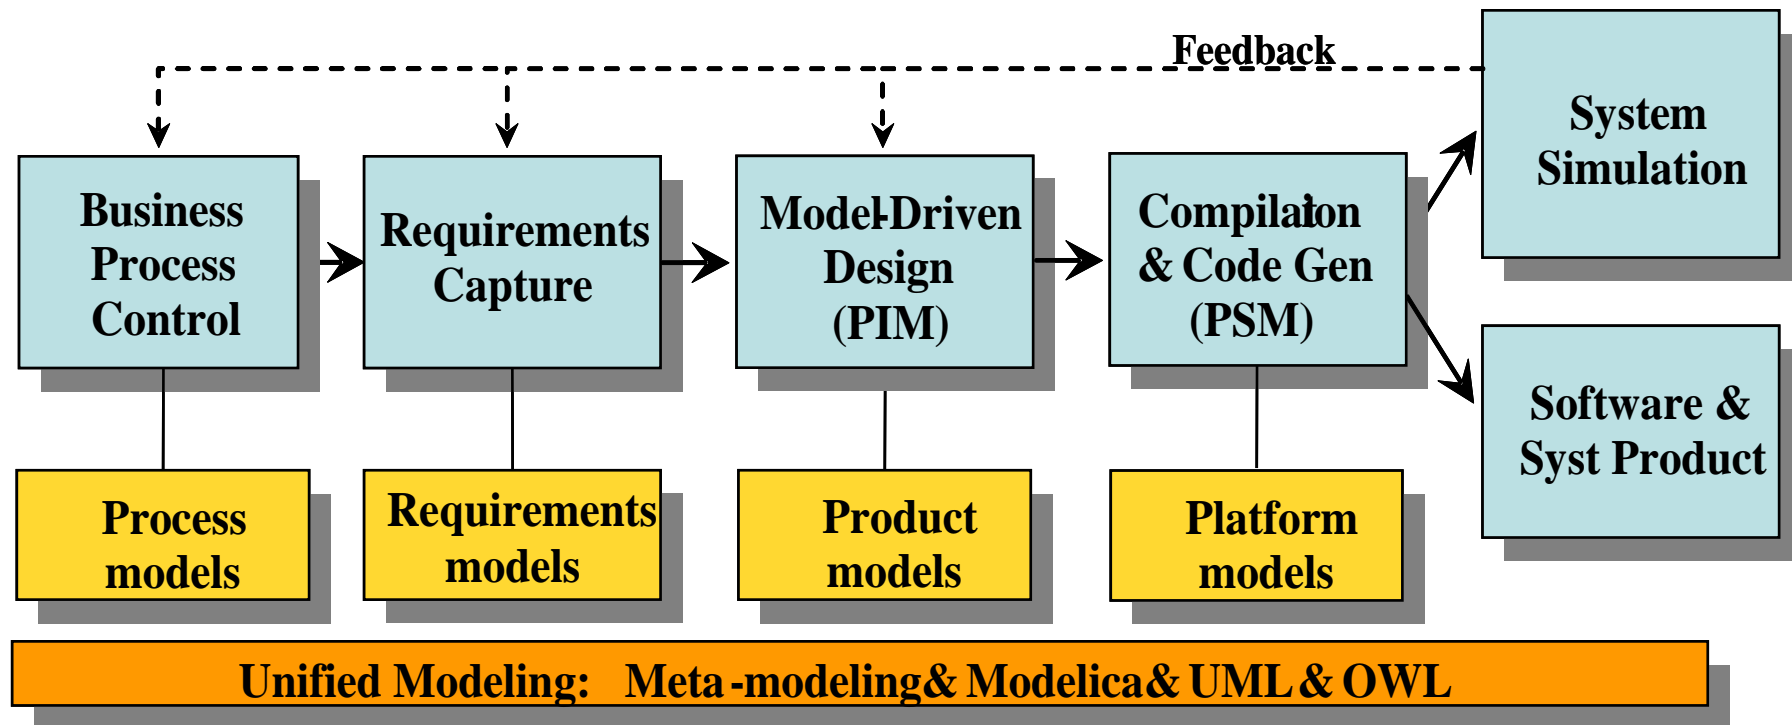 Feedback
System
Simulation
Business
Process
Control
Requirements
Capture
Model-Driven
Design
(PIM)
Compilation
& Code Gen
(PSM)
Software &
Syst Product
Process
models
Requirements
models
Product
models
Platform
models
Unified Modeling: Meta-modeling& Modelica& UML & OWL